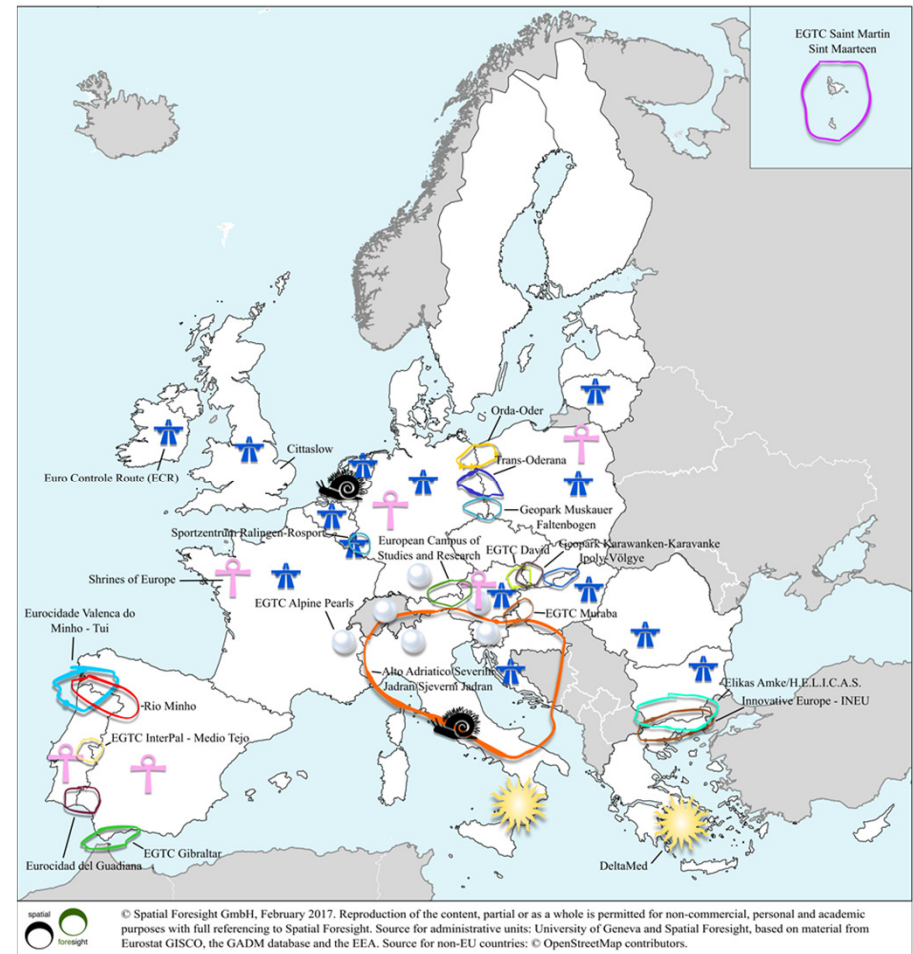 EGTC Saint Martin
Sint Maarteen
Orda-Oder
Cittaslow
Trans-Oderana
Euro Controle Route (ECR)
Geopark Muskauer
Faltenbogen
Sportzentrum Ralingen-Rosport
European Campus of
Studies and Research
EGTC David
Geopark Karawanken-Karavanke
Ipoly-Völgye
Shrines of Europe
EGTC Alpine Pearls
EGTC Muraba
Eurocidade Valenca do
Minho - Tui
Alto Adriatico/Severni
Jadran/Sjeverni Jadran
Elikas Amke/H.E.L.I.C.A.S.
Innovative Europe - INEU
Rio Minho
EGTC InterPal - Medio Tejo
EGTC Gibraltar
Eurocidad del Guadiana
DeltaMed
spatial
foresight
© Spatial Foresight GmbH, February 2017. Reproduction of the content, partial or as a whole is permitted for non-commercial, personal and academic
purposes with full referencing to Spatial Foresight. Source for administrative units: University of Geneva and Spatial Foresight, based on material from
Eurostat GISCO, the GADM database and the EEA. Source for non-EU countries: © OpenStreetMap contributors.